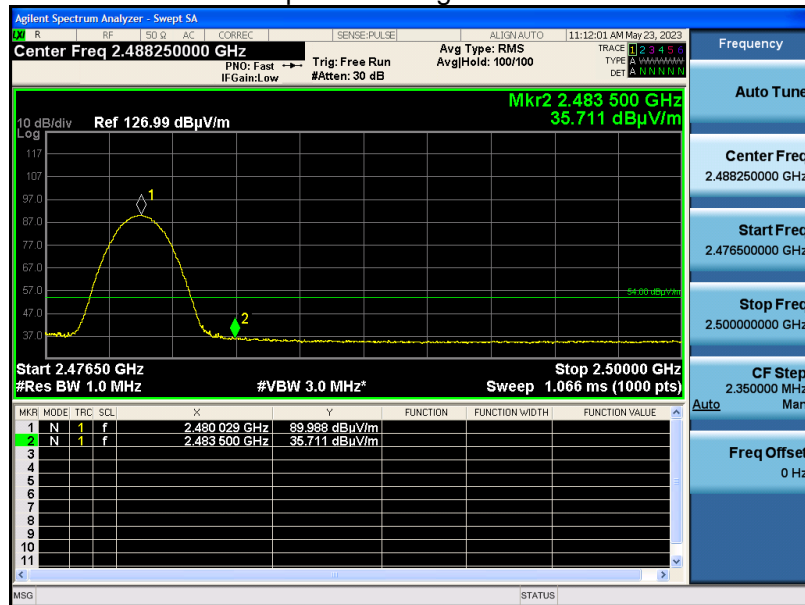 Agilent Spectrum Analyzer - Swept SA
LXI R RF 50 Ω AC CORREC SENSE:PULSE ALIGN AUTO 11:12:01 AM May 23, 2023
Center Freq 2.488250000 GHz Avg Type: RMS TRACE 1 2 3 4 5 6
PNO: Fast Trig: Free Run Avg|Hold: 100/100 TYPE A WWWWW
IFGain:Low #Atten: 30 dB DET A N N N N N
Mkr2 2.483 500 GHz
10 dB/div Ref 126.99 dBµV/m 35.711 dBµV/m
Log
117
107
97.0
1
87.0
77.0
67.0
57.0 54.00 dBµV/m
47.0
2
37.0
Start 2.47650 GHz Stop 2.50000 GHz
#Res BW 1.0 MHz #VBW 3.0 MHz* Sweep 1.066 ms (1000 pts)
MKR MODE TRC SCL X Y FUNCTION FUNCTION WIDTH FUNCTION VALUE
1 N 1 f 2.480 029 GHz 89.988 dBµV/m
2 N 1 f 2.483 500 GHz 35.711 dBµV/m
3
4
5
6
7
8
9
10
11
MSG STATUS
Frequency
Auto Tune
Center Freq
2.488250000 GHz
Start Freq
2.476500000 GHz
Stop Freq
2.500000000 GHz
CF Step
2.350000 MHz
Auto Man
Freq Offset
0 Hz